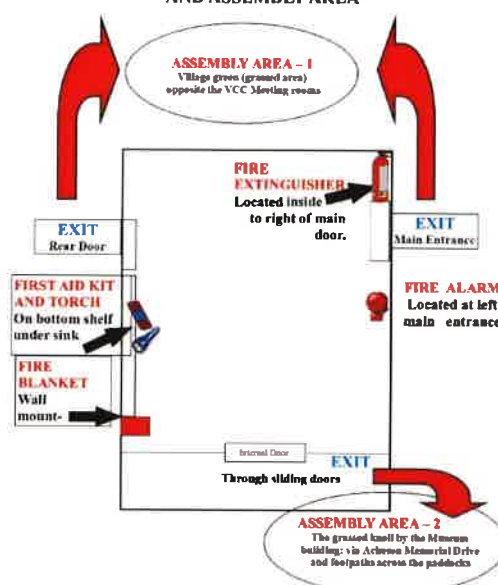 AND ASSEMBLY AREA
ASSEMBLY AREA – 1
Village green (ground area)
opposite the VCC Meeting rooms
FIRE
EXTINGUISHER
Located inside
to right of main
door.
EXIT
Rear Door
EXIT
Main Entrance
FIRST AID KIT
AND TORCH
On bottom shelf
under sink
FIRE ALARM
Located at left
main entrance
FIRE
BLANKET
Wall
mount-
Internal Door
EXIT
Through sliding doors
ASSEMBLY AREA – 2
The grassed knoll by the Museum
building: via Acheron Memorial Drive
and footpaths across the paddocks